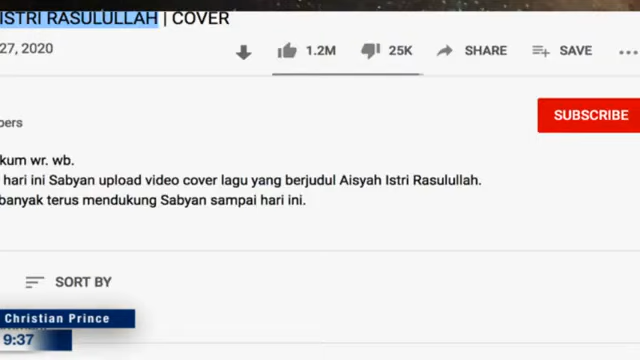 ISTRI RASULULLAH | COVER
27, 2020
1.2M
25K
SHARE
SAVE
SUBSCRIBE
kum wr. wb.
hari ini Sabyan upload video cover lagu yang berjudul Aisyah Istri Rasulullah.
banyak terus mendukung Sabyan sampai hari ini.
SORT BY
Christian Prince
9:37